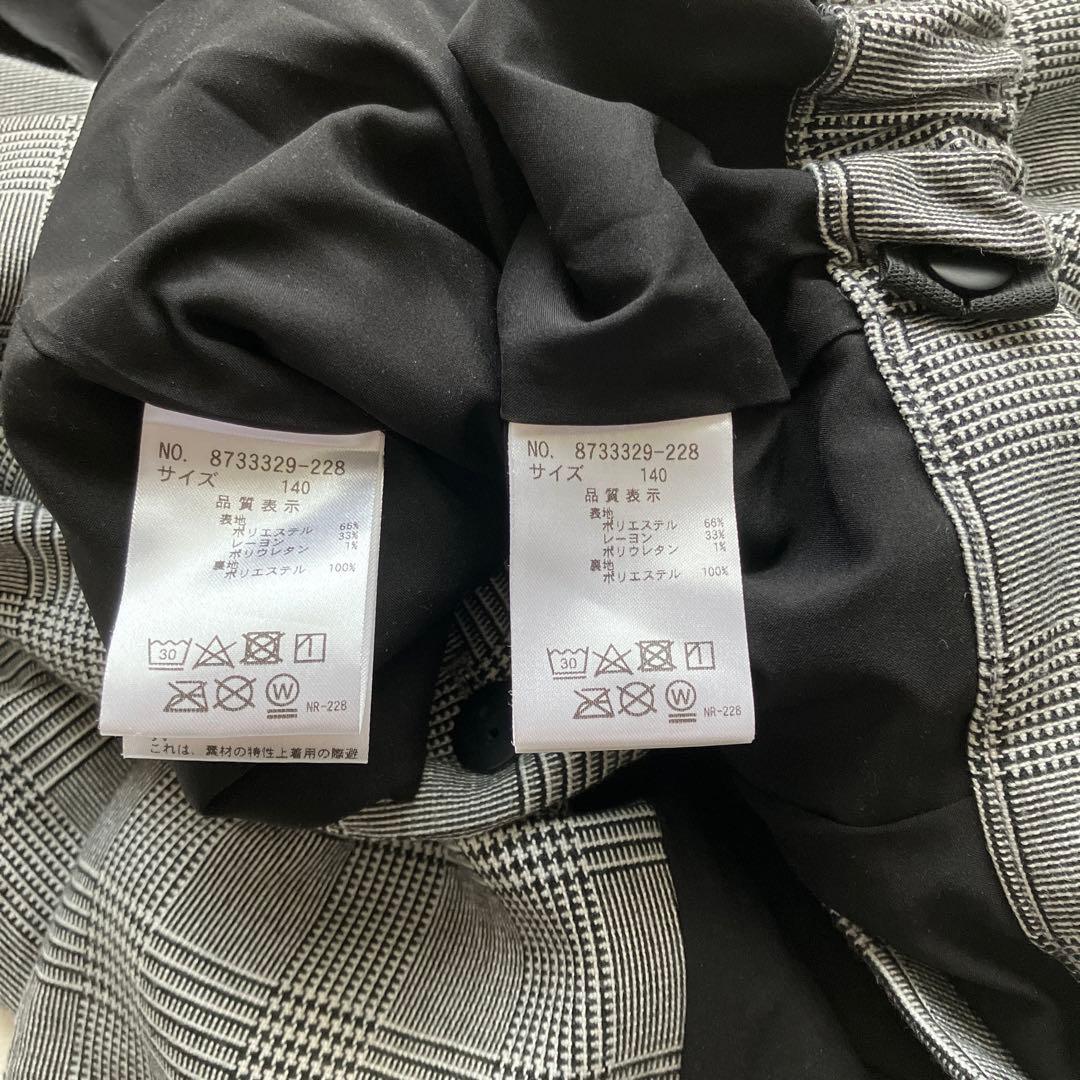 NO. 8733329-228
サイズ 140
品質表示
表地
ポリエステル 66%
レーヨン 33%
ポリウレタン 1%
裏地
ポリエステル 100%
30
W
NR-228
す。
これは、素材の特性上着用の際避
NO. 8733329-228
サイズ 140
品質表示
表地
ポリエステル 66%
レーヨン 33%
ポリウレタン 1%
裏地
ポリエステル 100%
30
W
NR-228